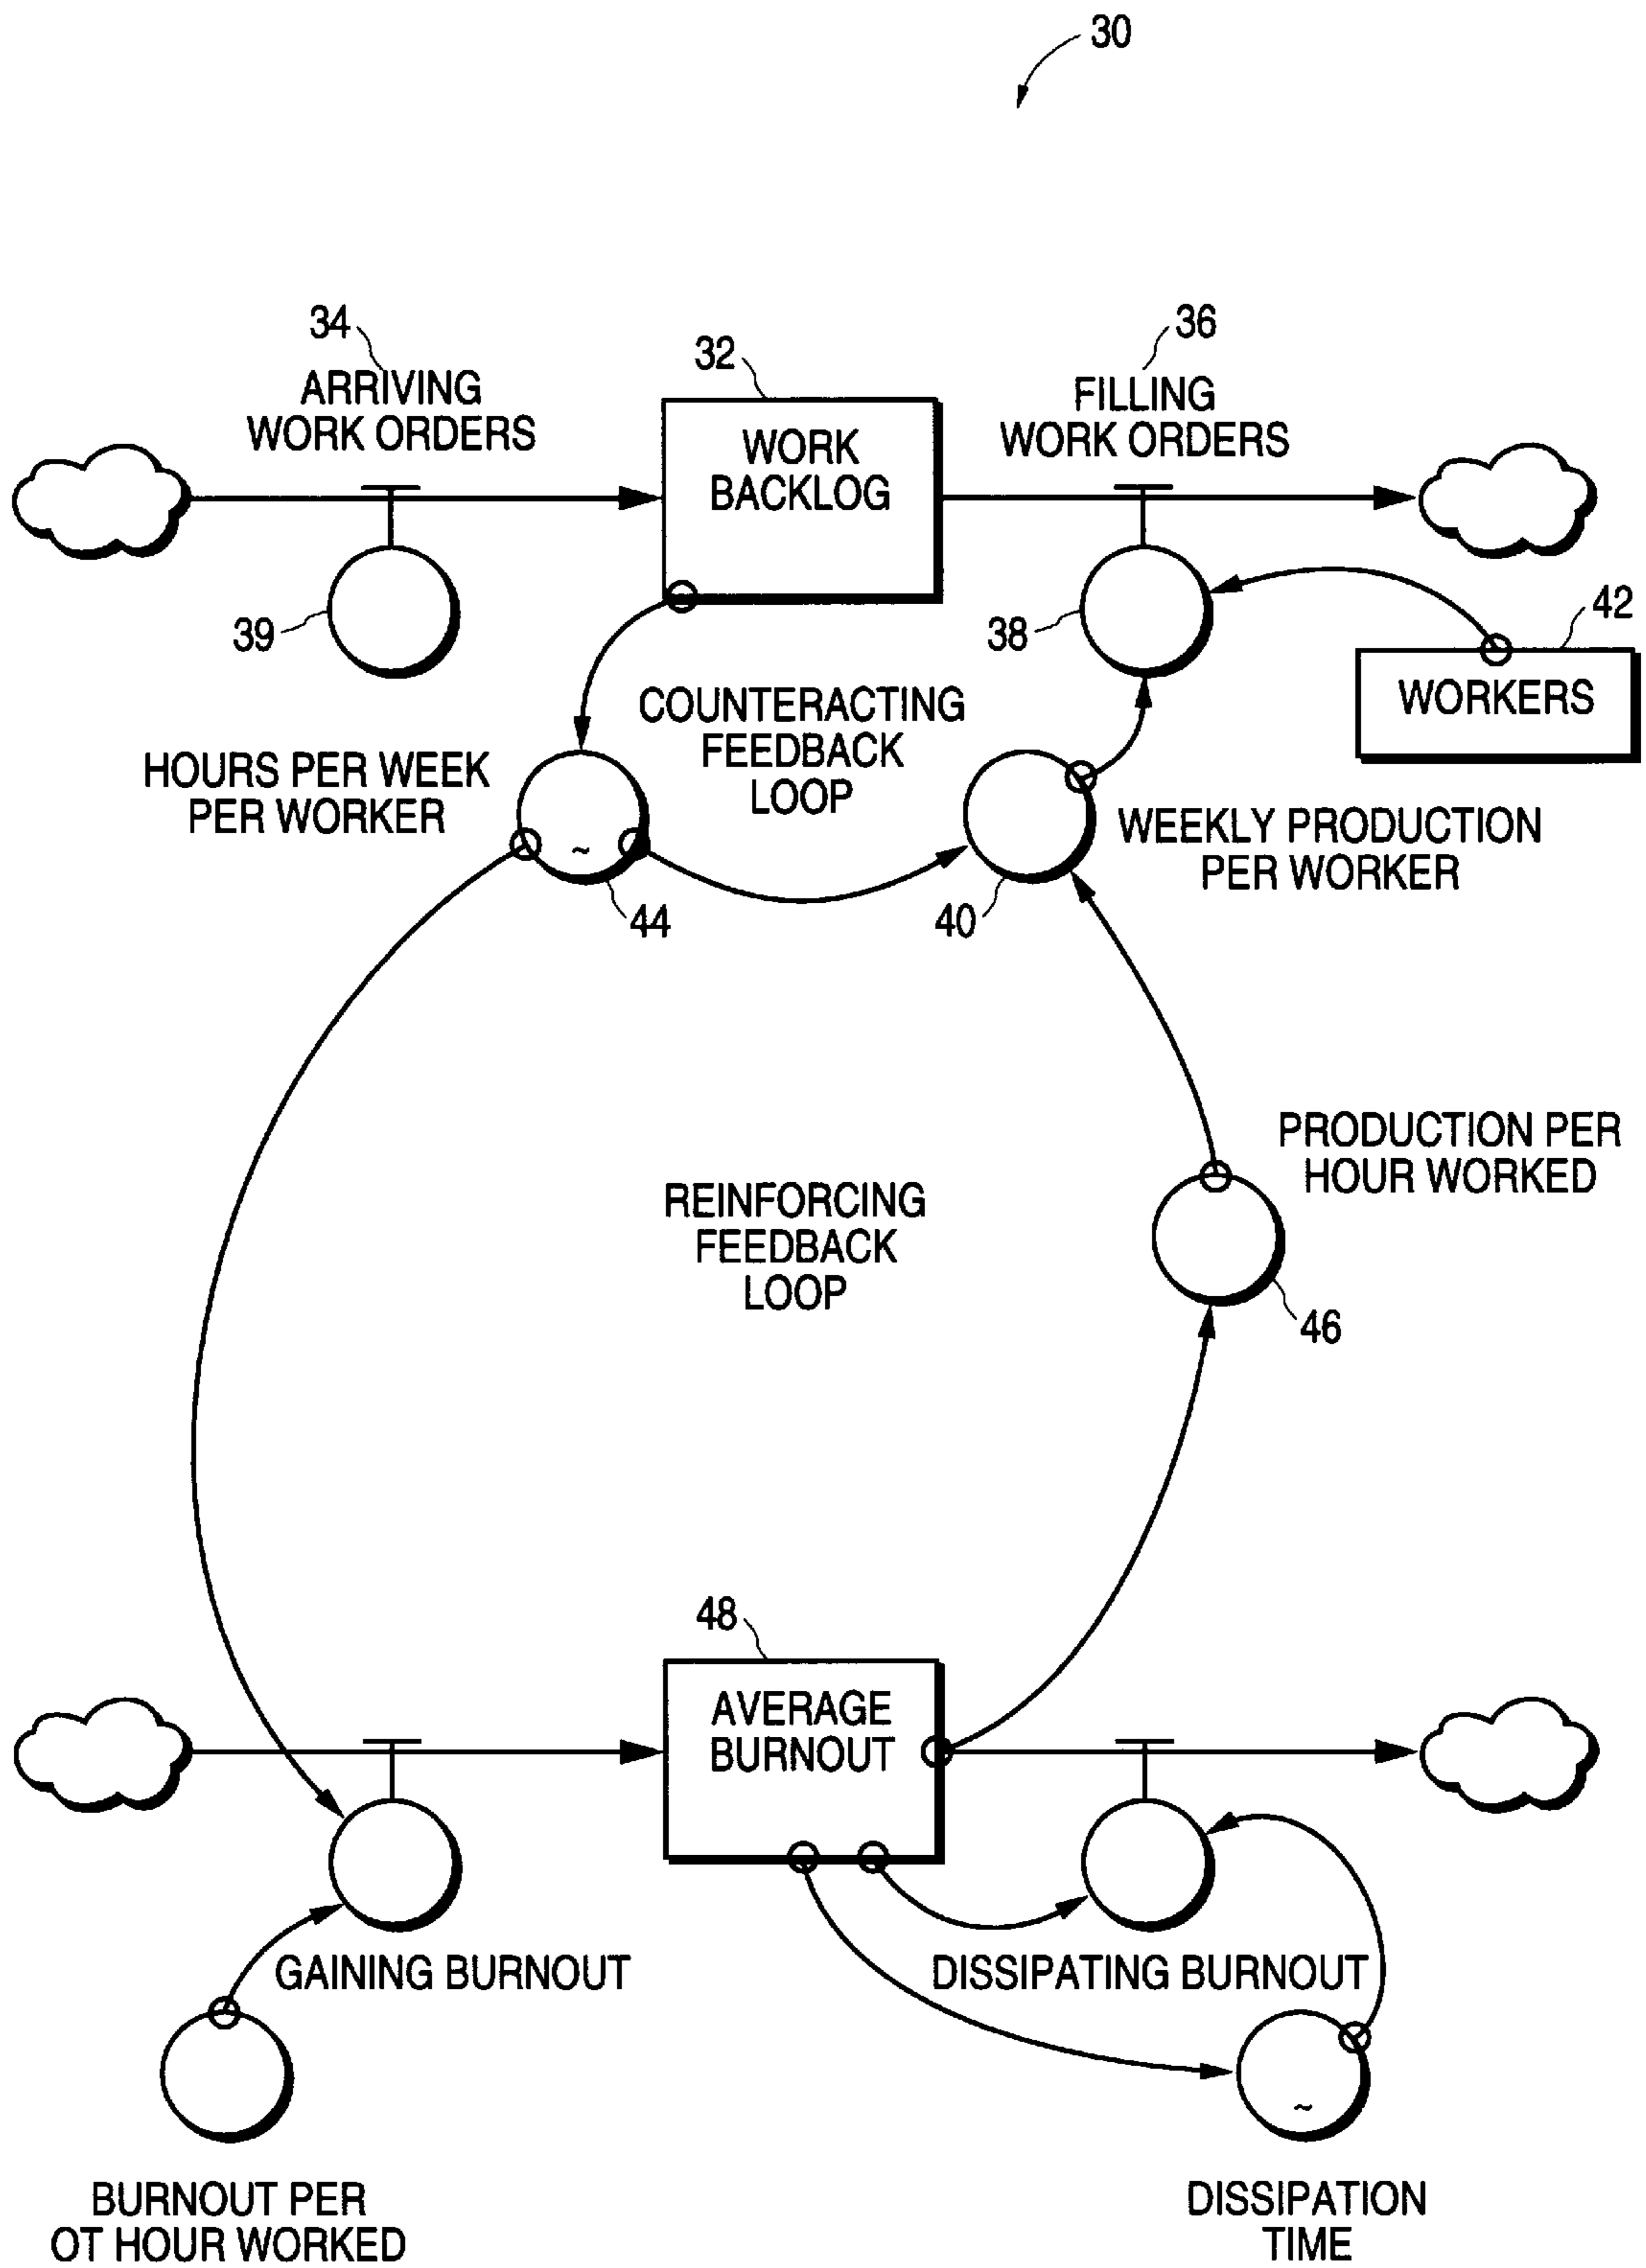 30
34
ARRIVING
WORK ORDERS
32
WORK
BACKLOG
36
FILLING
WORK ORDERS
39
38
42
WORKERS
COUNTERACTING
FEEDBACK
LOOP
HOURS PER WEEK
PER WORKER
~
44
40
WEEKLY PRODUCTION
PER WORKER
PRODUCTION PER
HOUR WORKED
REINFORCING
FEEDBACK
LOOP
46
48
AVERAGE
BURNOUT
GAINING BURNOUT
DISSIPATING BURNOUT
~
BURNOUT PER
OT HOUR WORKED
DISSIPATION
TIME